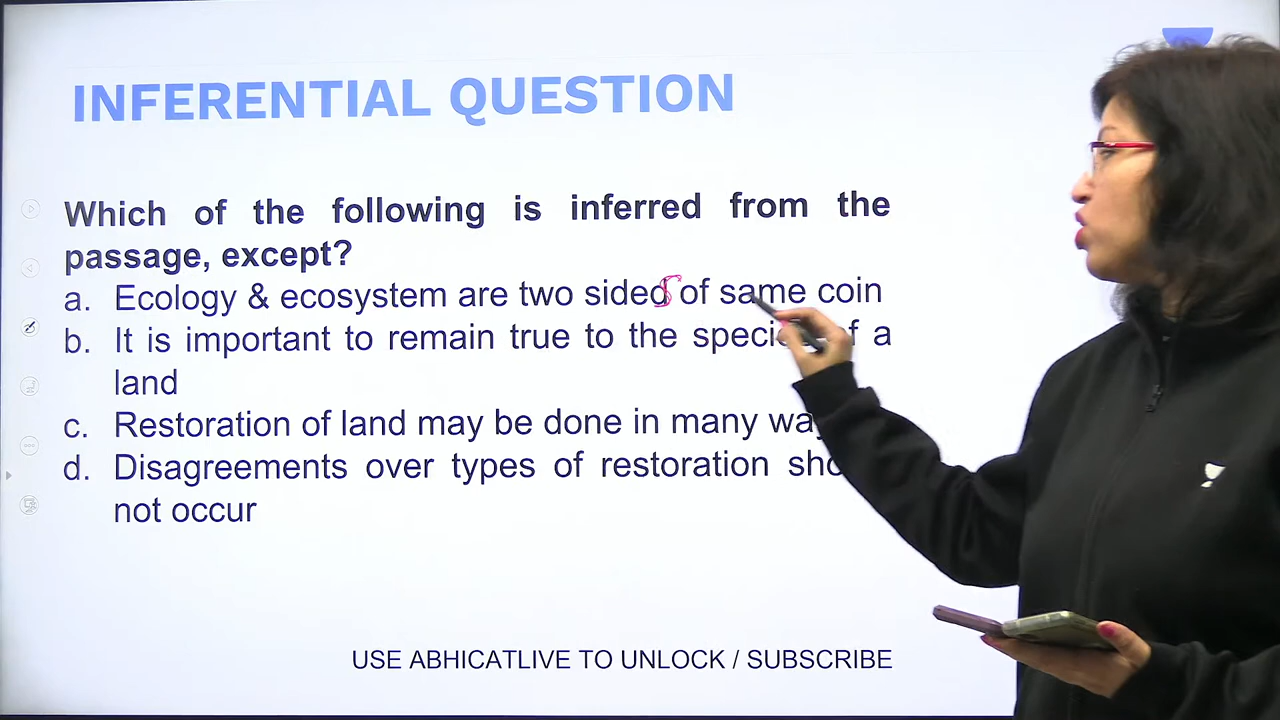 INFERENTIAL QUESTION
Which of the following is inferred from the
passage, except?
a. Ecology & ecosystem are two sides of same coin
b. It is important to remain true to the of a
land
c. Restoration of land may be done in many
d. Disagreements over types of restoration
not occur
USE ABHICATLIVE TO UNLOCK / SUBSCRIBE